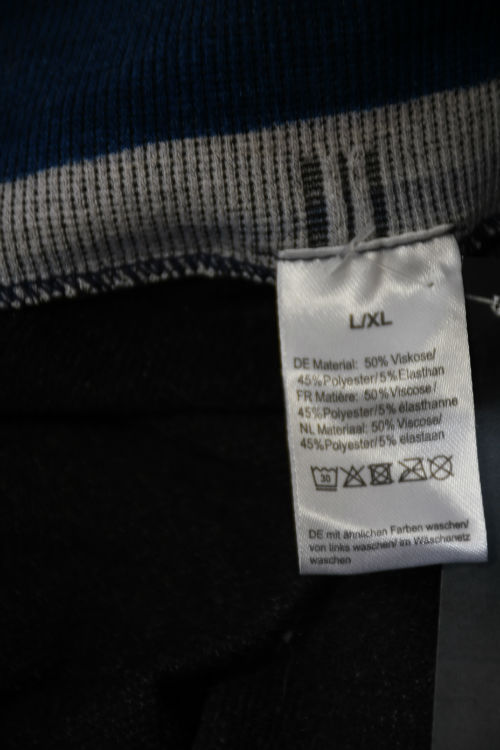 L/XL
DE Material: 50% Viskose/
45%Polyester/5% Elasthan
FR Matière: 50%Viscose/
45%Polyester/5% élasthanne
NL Materiaal: 50% Viscose/
45%Polyester/5% elastaan
30
DE mit ähnlichen Farben waschen/
von links waschen/ im Wäschenetz
waschen